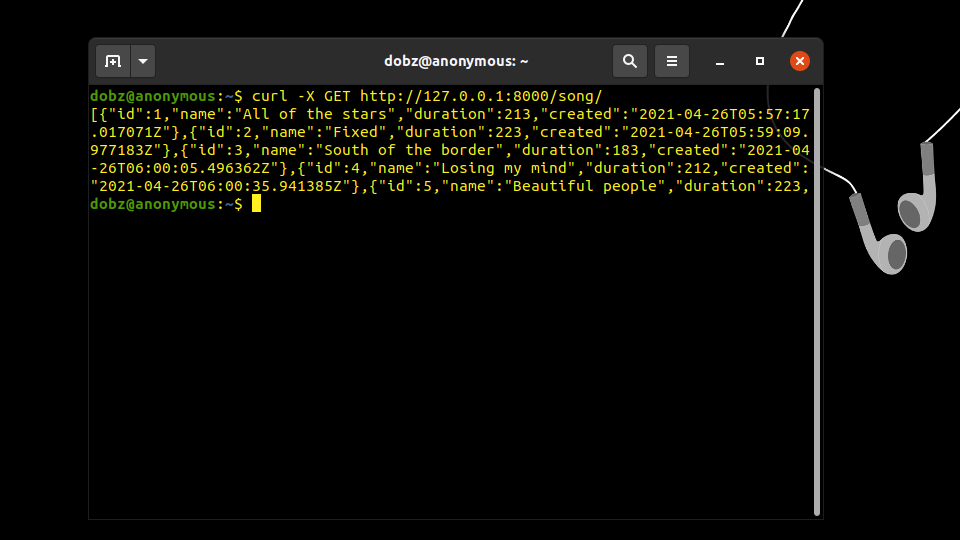 dobz@anonymous: ~
dobz@anonymous:~$ curl -X GET http://127.0.0.1:8000/song/
[{"id":1,"name":"All of the stars","duration":213,"created":"2021-04-26T05:57:17
.017071Z"},{"id":2,"name":"Fixed","duration":223,"created":"2021-04-26T05:59:09.
977183Z"},{"id":3,"name":"South of the border","duration":183,"created":"2021-04
-26T06:00:05.496362Z"},{"id":4,"name":"Losing my mind","duration":212,"created":
"2021-04-26T06:00:35.941385Z"},{"id":5,"name":"Beautiful people","duration":223,
dobz@anonymous:~$